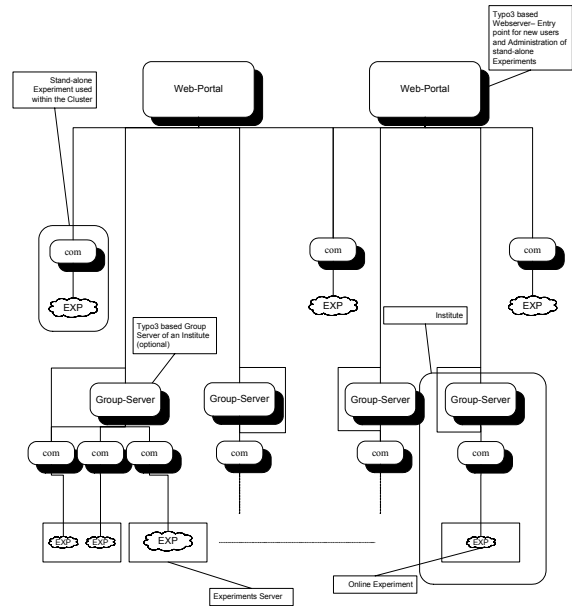 Typo3 based
Webserver– Entry
point for new users
and Administration of
stand-alone
Experiments
Stand-alone
Experiment used
within the Cluster
Web-Portal
Web-Portal
com
com
com
EXP
EXP
EXP
Typo3 based Group
Server of an Institute
(optional)
Institute
Group-Server
Group-Server
Group-Server
Group-Server
com
com
com
com
com
com
EXP
EXP
EXP
EXP
Experiments Server
Online Experiment